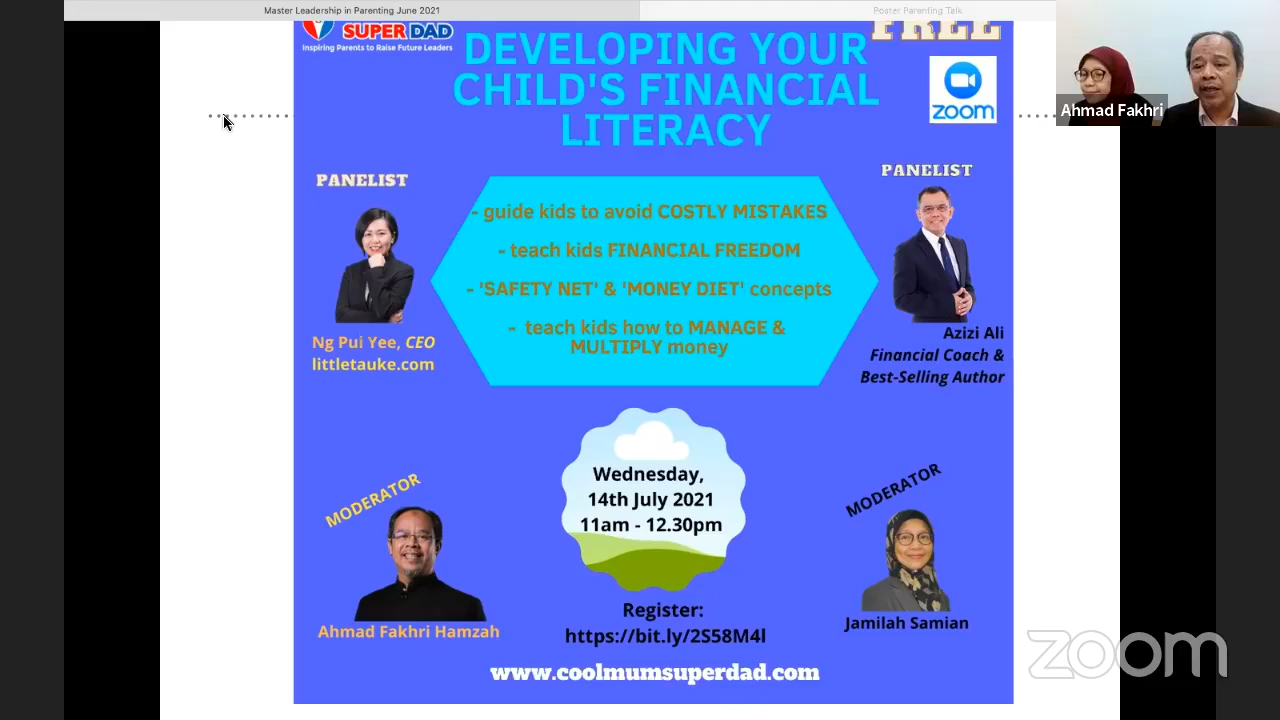 Master Leadership in Parenting June 2021
Poster Parenting Talk
SUPER DAD
Inspiring Parents to Raise Future Leaders
FREE
DEVELOPING YOUR
CHILD'S FINANCIAL
LITERACY
zoom
Ahmad Fakhri
PANELIST
PANELIST
- guide kids to avoid COSTLY MISTAKES
- teach kids FINANCIAL FREEDOM
- 'SAFETY NET' & 'MONEY DIET' concepts
- teach kids how to MANAGE &
MULTIPLY money
Ng Pui Yee, CEO
littletauke.com
Azizi Ali
Financial Coach &
Best-Selling Author
Wednesday,
14th July 2021
11am - 12.30pm
MODERATOR
MODERATOR
Ahmad Fakhri Hamzah
Jamilah Samian
Register:
https://bit.ly/2S58M4l
www.coolmumsuperdad.com
zoom